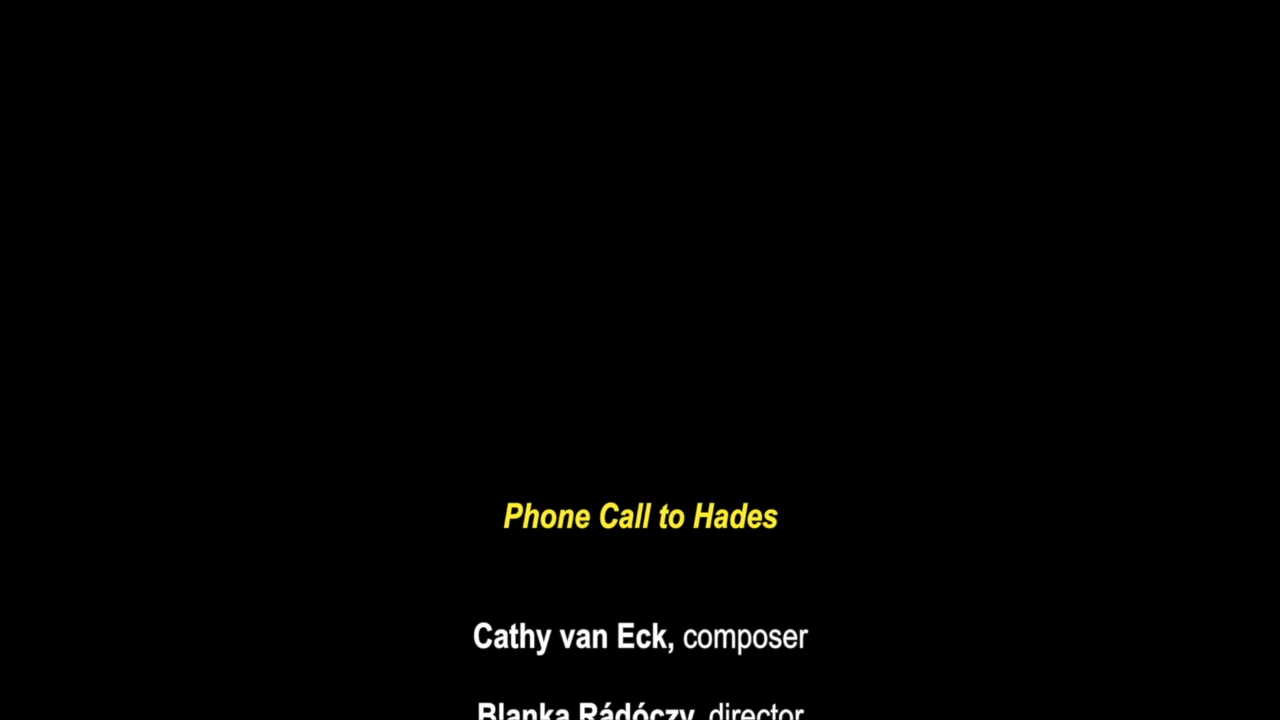 Phone Call to Hades
Cathy van Eck, composer
Blanka Rádóczy, director